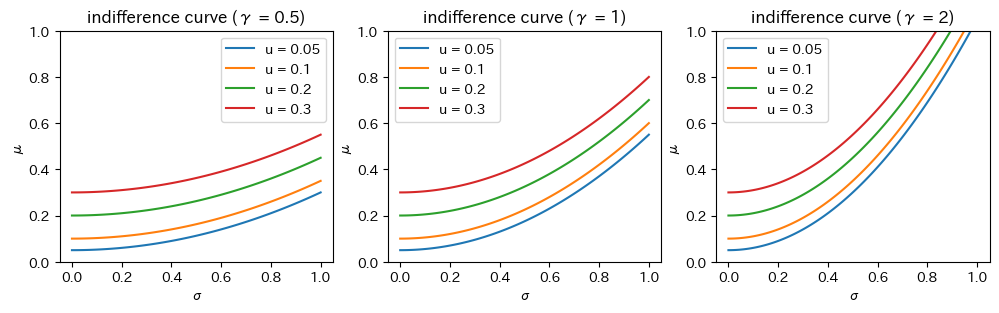 indifference curve (γ = 0.5)
u = 0.05
u = 0.1
u = 0.2
u = 0.3
μ
1.0
0.8
0.6
0.4
0.2
0.0
0.0 0.2 0.4 0.6 0.8 1.0
σ
indifference curve (γ = 1)
u = 0.05
u = 0.1
u = 0.2
u = 0.3
μ
1.0
0.8
0.6
0.4
0.2
0.0
0.0 0.2 0.4 0.6 0.8 1.0
σ
indifference curve (γ = 2)
u = 0.05
u = 0.1
u = 0.2
u = 0.3
μ
1.0
0.8
0.6
0.4
0.2
0.0
0.0 0.2 0.4 0.6 0.8 1.0
σ